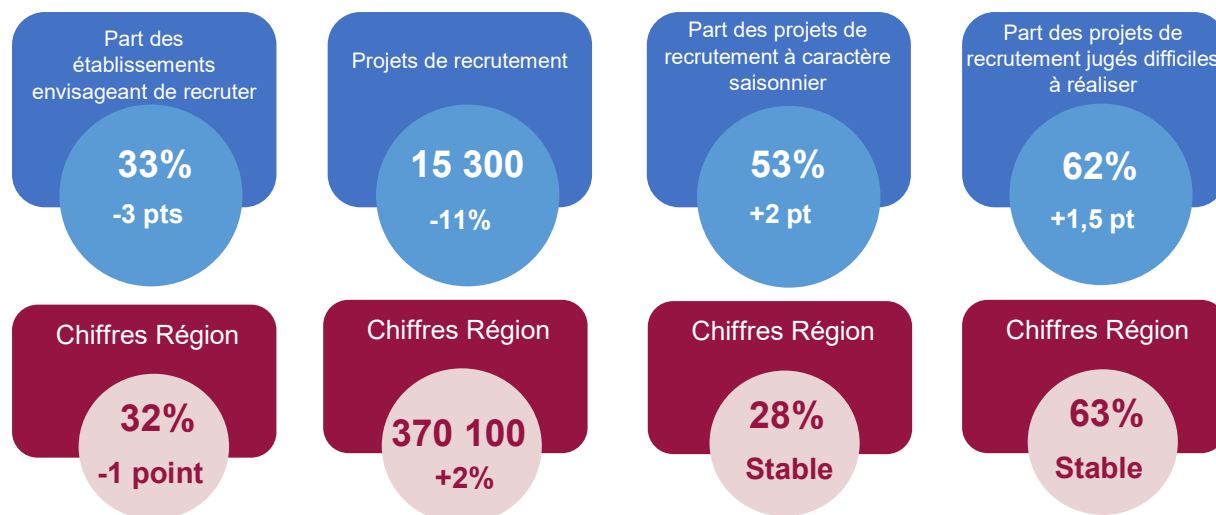 Part des
établissements
envisageant de recruter
33%
-3 pts
Projets de recrutement
15 300
-11%
Part des projets de
recrutement à caractère
saisonnier
53%
+2 pt
Part des projets de
recrutement jugés difficiles
à réaliser
62%
+1,5 pt
Chiffres Région
32%
-1 point
Chiffres Région
370 100
+2%
Chiffres Région
28%
Stable
Chiffres Région
63%
Stable